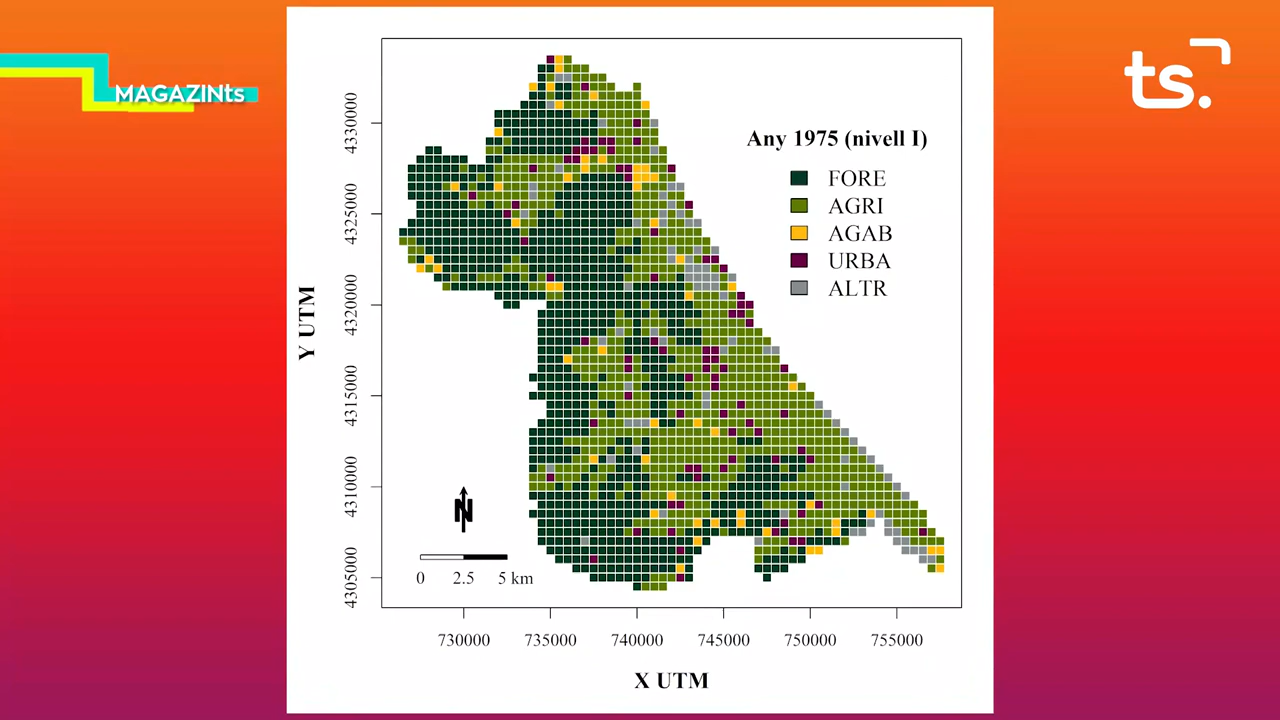 MAGAZINts
ts.
Any 1975 (nivell I)
FORE
AGRI
AGAB
URBA
ALTR
Y UTM
4330000
4325000
4320000
4315000
4310000
4305000
N
0 2.5 5 km
730000 735000 740000 745000 750000 755000
X UTM